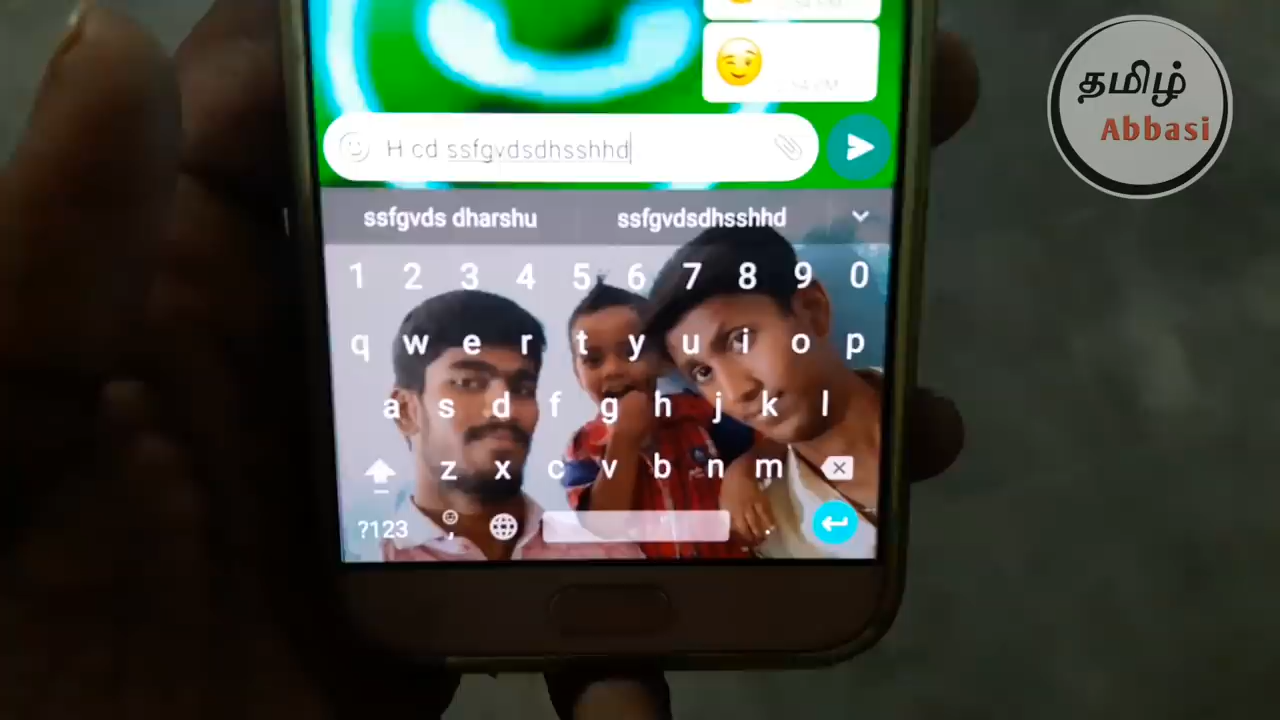 தமிழ்
Abbasi
H cd ssfgvdsdhsshhd
ssfgvds dharshu ssfgvdsdhsshhd
1 2 3 4 5 6 7 8 9 0
q w e r t y u i o p
a s d f g h j k l
z x c v b n m
?123 , .